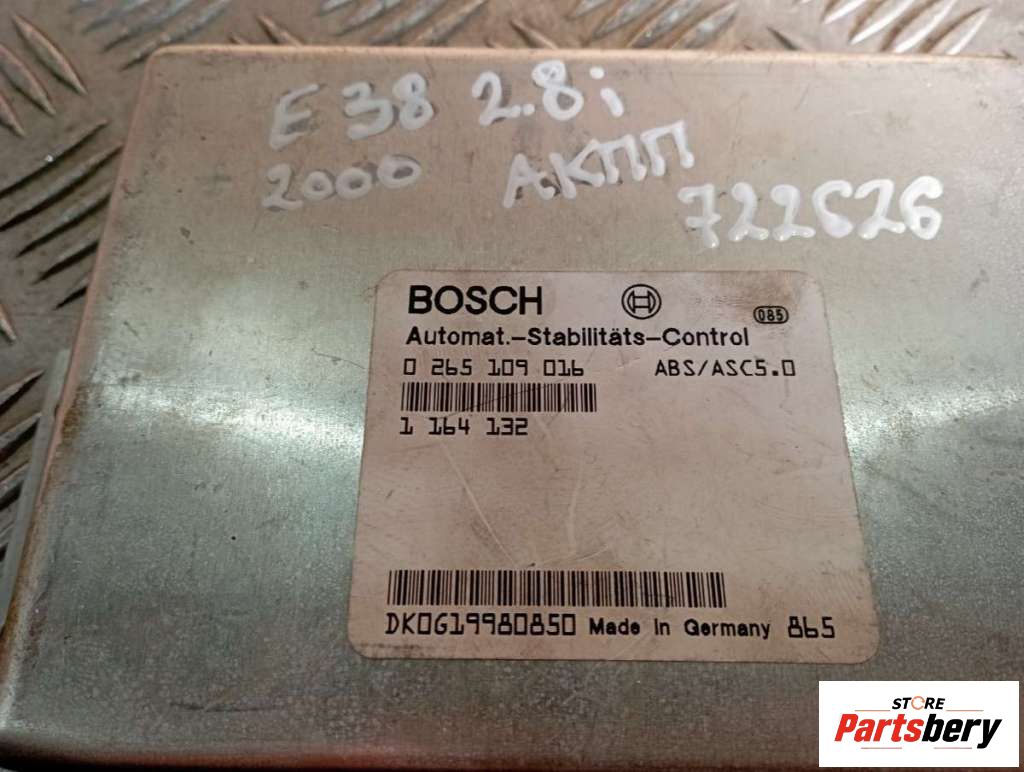 E 38 2.8i
2000 АКПП
722626
BOSCH
085
Automat.-Stabilitäts-Control
0 265 109 016 ABS/ASC5.0
1 164 132
DK0G19980850 Made in Germany 865
STORE
Partsbery